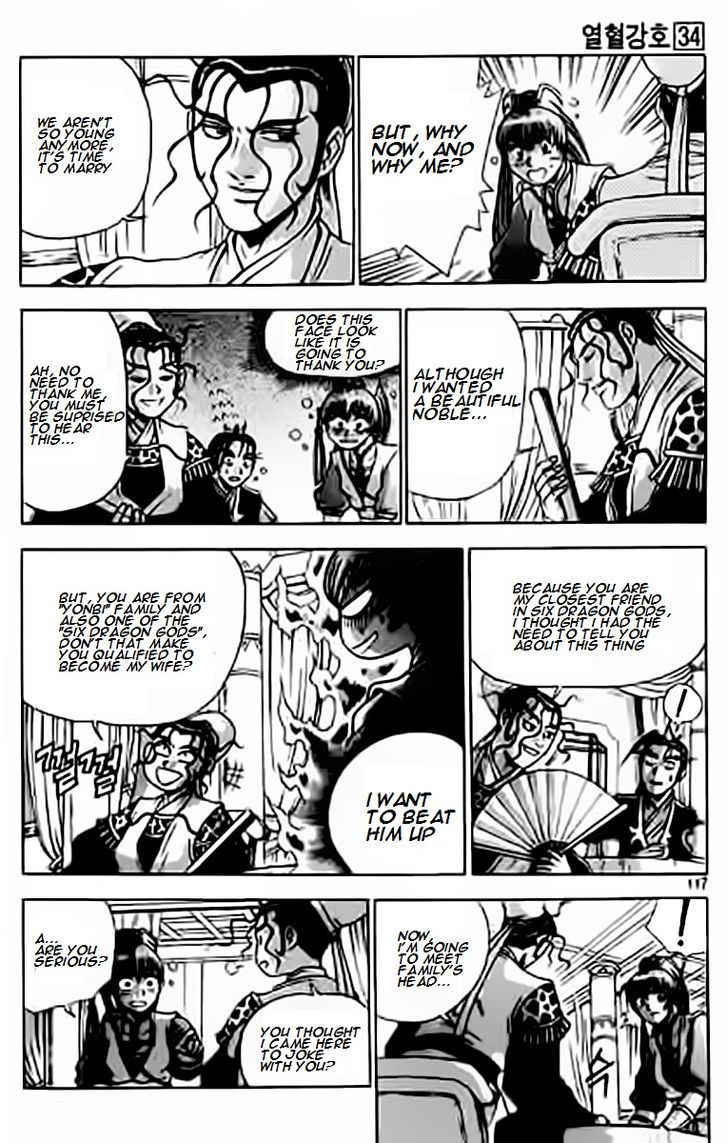 열혈강호 34
WE AREN'T
SO YOUNG
ANYMORE,
IT'S TIME
TO MARRY
BUT, WHY
NOW, AND
WHY ME?
AH, NO
NEED TO
THANK ME,
YOU MUST
BE SUPRISED
TO HEAR
THIS...
DOES THIS
FACE LOOK
LIKE IT IS
GOING TO
THANK YOU?
ALTHOUGH
I WANTED
A BEAUTIFUL
NOBLE...
BUT, YOU ARE FROM
"YONBI" FAMILY AND
ALSO ONE OF THE
"SIX DRAGON GODS",
DON'T THAT MAKE
YOU QUALIFIED TO
BECOME MY WIFE?
낄낄
I WANT
TO BEAT
HIM UP
BECAUSE YOU ARE
MY CLOSEST FRIEND
IN SIX DRAGON GODS,
I THOUGHT I HAD THE
NEED TO TELL YOU
ABOUT THIS THING
!
117
A...
ARE YOU
SERIOUS?
YOU THOUGHT
I CAME HERE
TO JOKE
WITH YOU?
NOW,
I'M GOING
TO MEET
FAMILY'S
HEAD...
!